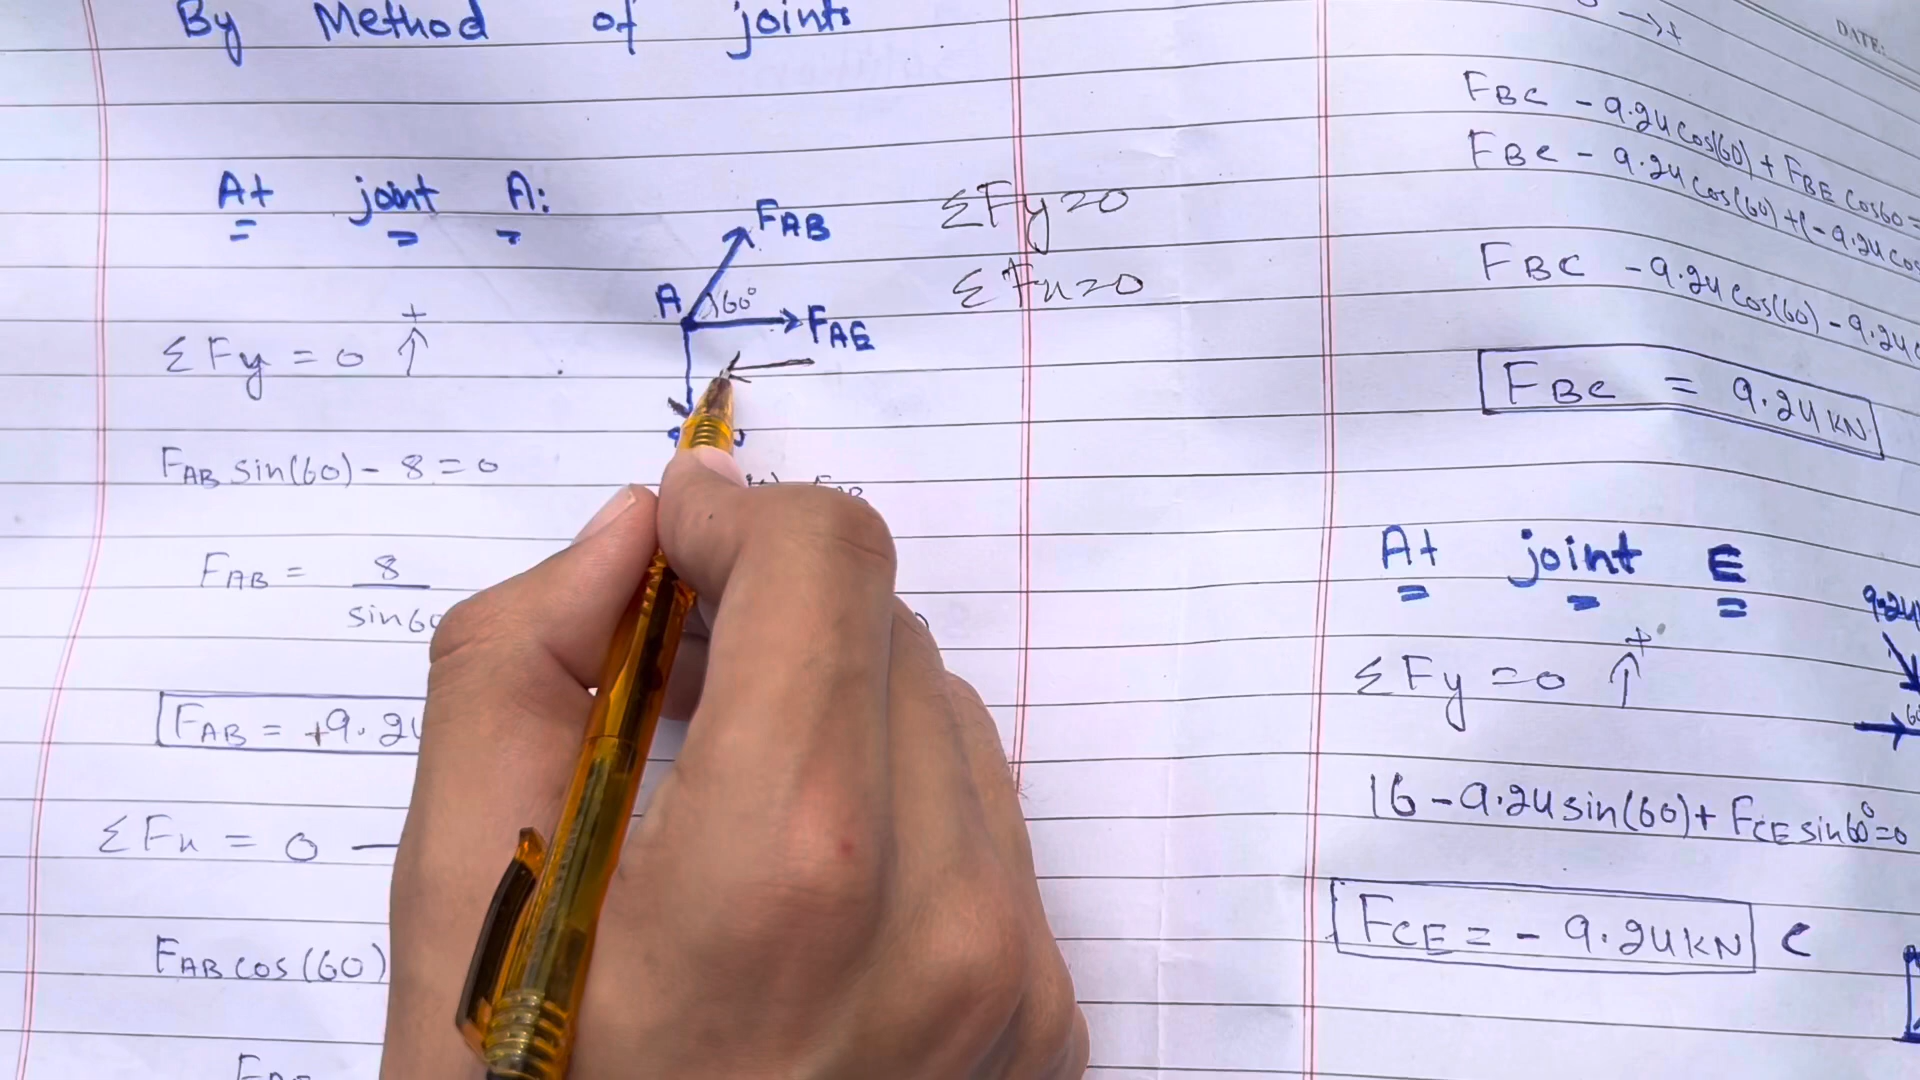 By Method of joints
At joint A:
FAB
A 60°
FAE
ΣFy=0
ΣFx=0
ΣFy = 0 ↑+
FAB sin(60) - 8 = 0
FAB = 8
sin60
FAB = +9.24
ΣFx = 0
FAB cos(60)
DATE:
→+
FBC - 9.24 cos(60) + FBE cos60 =
FBC - 9.24 cos(60) + (-9.24 cos
FBC - 9.24 cos(60) - 9.24
FBC = 9.24 KN
At joint E
9.24
ΣFy = 0 ↑+
16 - 9.24 sin(60) + FCE sin60° = 0
FCE = - 9.24 KN C